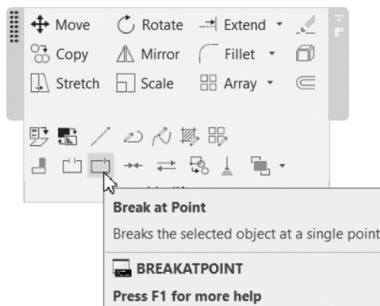 Move Rotate Extend
Copy Mirror Fillet
Stretch Scale Array
Break at Point
Breaks the selected object at a single point
BREAKATPOINT
Press F1 for more help